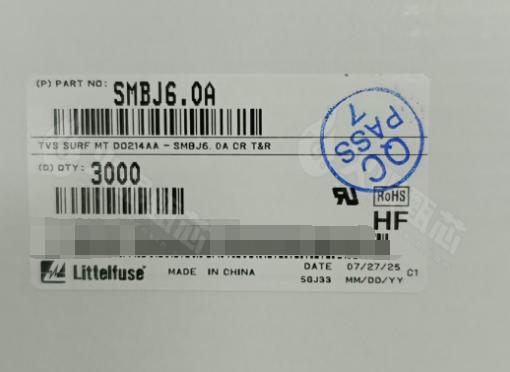 (P) PART NO: SMBJ6.0A
TVS SURF MT DO214AA - SMBJ6.0A CR T&R
QC
PASS
7
(Q) QTY: 3000
RoHS
HF
Littelfuse
MADE IN CHINA
DATE 07/27/25
5GJ33 MM/DD/YY
C1